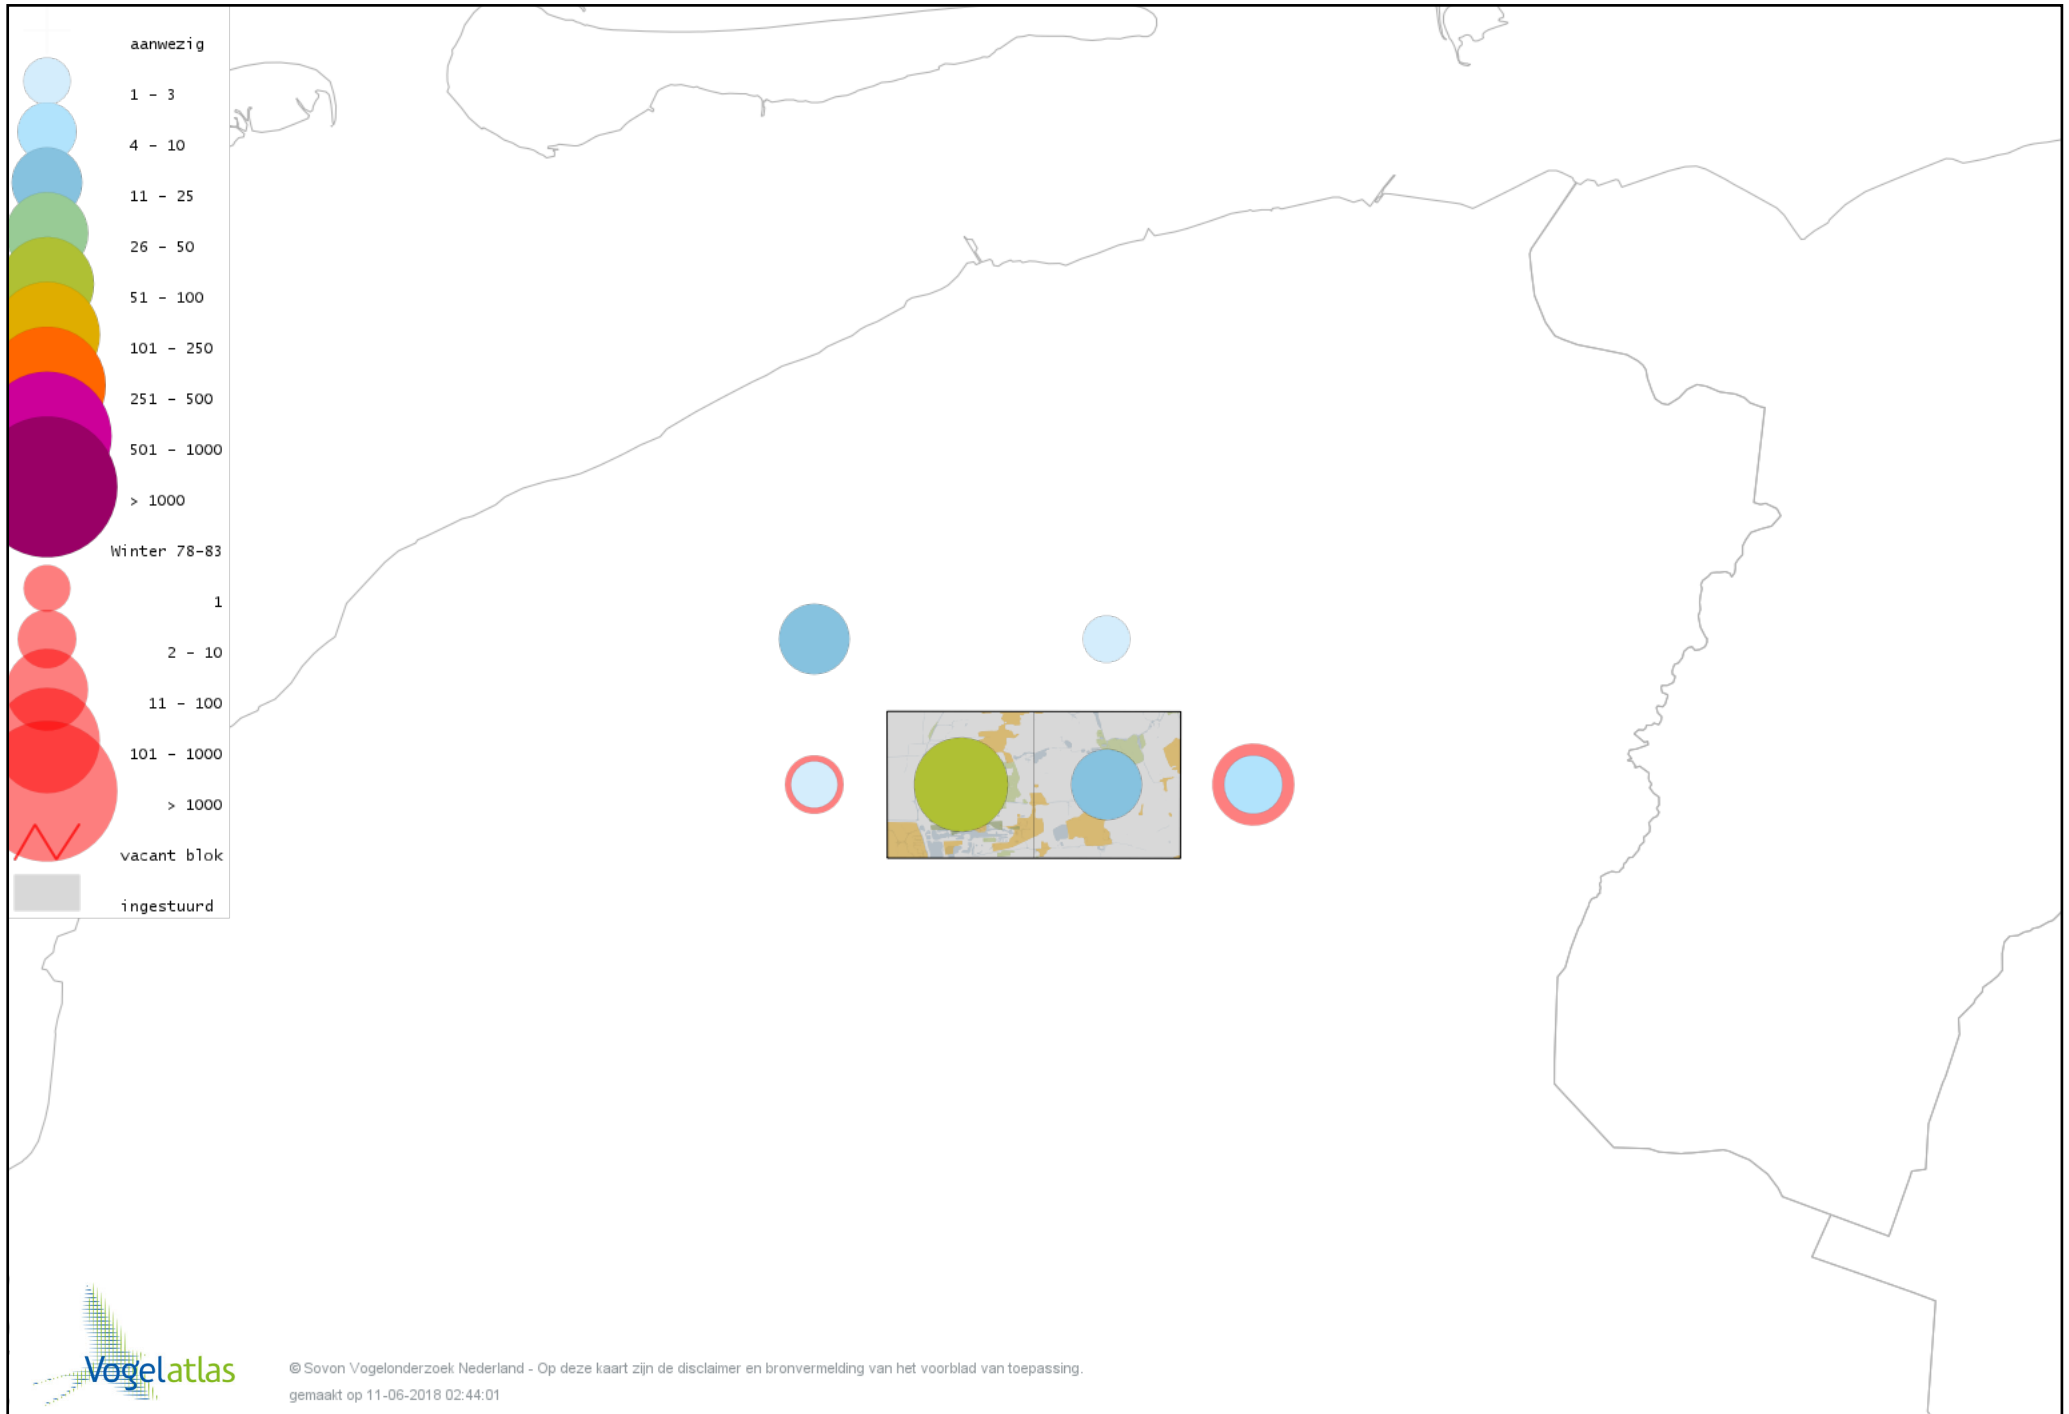 aanwezig
1 - 3
4 - 10
11 - 25
26 - 50
51 - 100
101 - 250
251 - 500
501 - 1000
> 1000
Winter 78-83
1
2 - 10
11 - 100
101 - 1000
> 1000
vacant blok
ingestuurd
Vogelatlas
© Sovon Vogelonderzoek Nederland - Op deze kaart zijn de disclaimer en bronvermelding van het voorblad van toepassing.
gemaakt op 11-06-2018 02:44:01